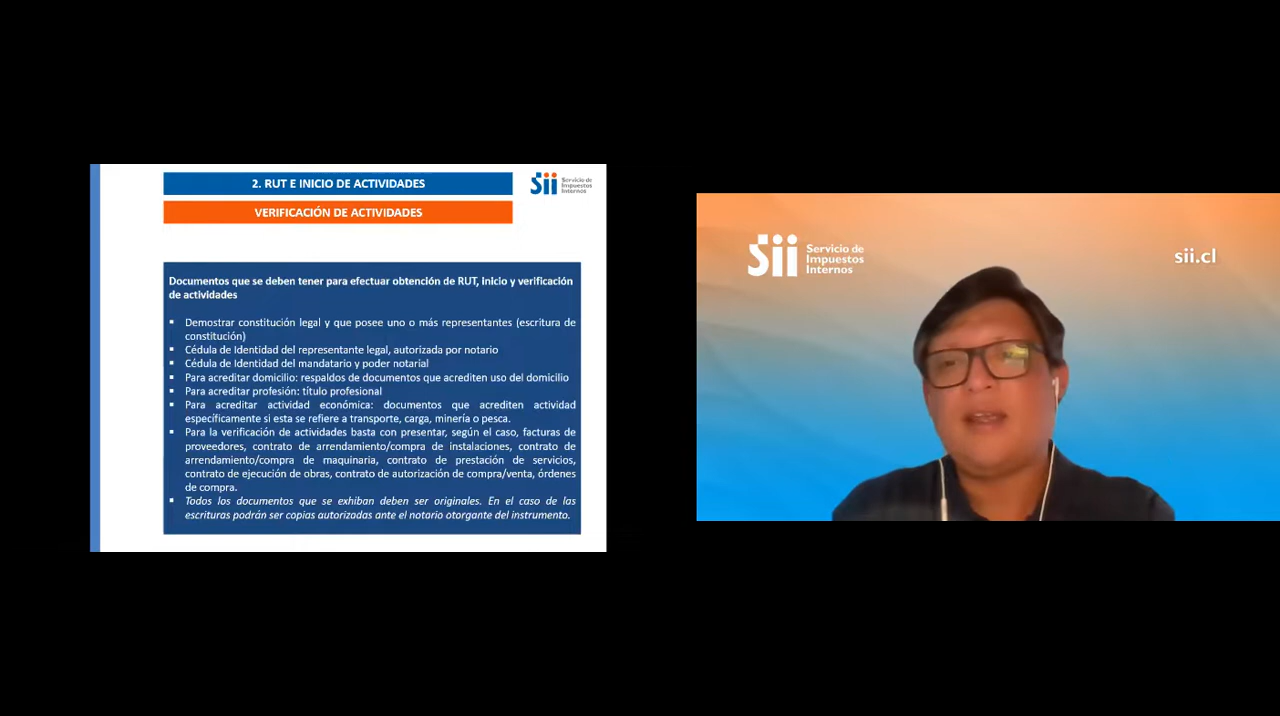 2. RUT E INICIO DE ACTIVIDADES
Sii Servicio de
Impuestos
Internos
VERIFICACIÓN DE ACTIVIDADES
Documentos que se deben tener para efectuar obtención de RUT, Inicio y verificación
de actividades
▪ Demostrar constitución legal y que posee uno o más representantes (escritura de
constitución)
▪ Cédula de Identidad del representante legal, autorizada por notario
▪ Cédula de Identidad del mandatario y poder notarial
▪ Para acreditar domicilio: respaldos de documentos que acrediten uso del domicilio
▪ Para acreditar profesión: título profesional
▪ Para acreditar actividad económica: documentos que acrediten actividad
específicamente si esta se refiere a transporte, carga, minería o pesca.
▪ Para la verificación de actividades basta con presentar, según el caso, facturas de
proveedores, contrato de arrendamiento/compra de instalaciones, contrato de
arrendamiento/compra de maquinaria, contrato de prestación de servicios,
contrato de ejecución de obras, contrato de autorización de compra/venta, órdenes
de compra.
▪ Todos los documentos que se exhiban deben ser originales. En el caso de las
escrituras podrán ser copias autorizadas ante el notario otorgante del instrumento.
Sii Servicio de
Impuestos
Internos
sii.cl